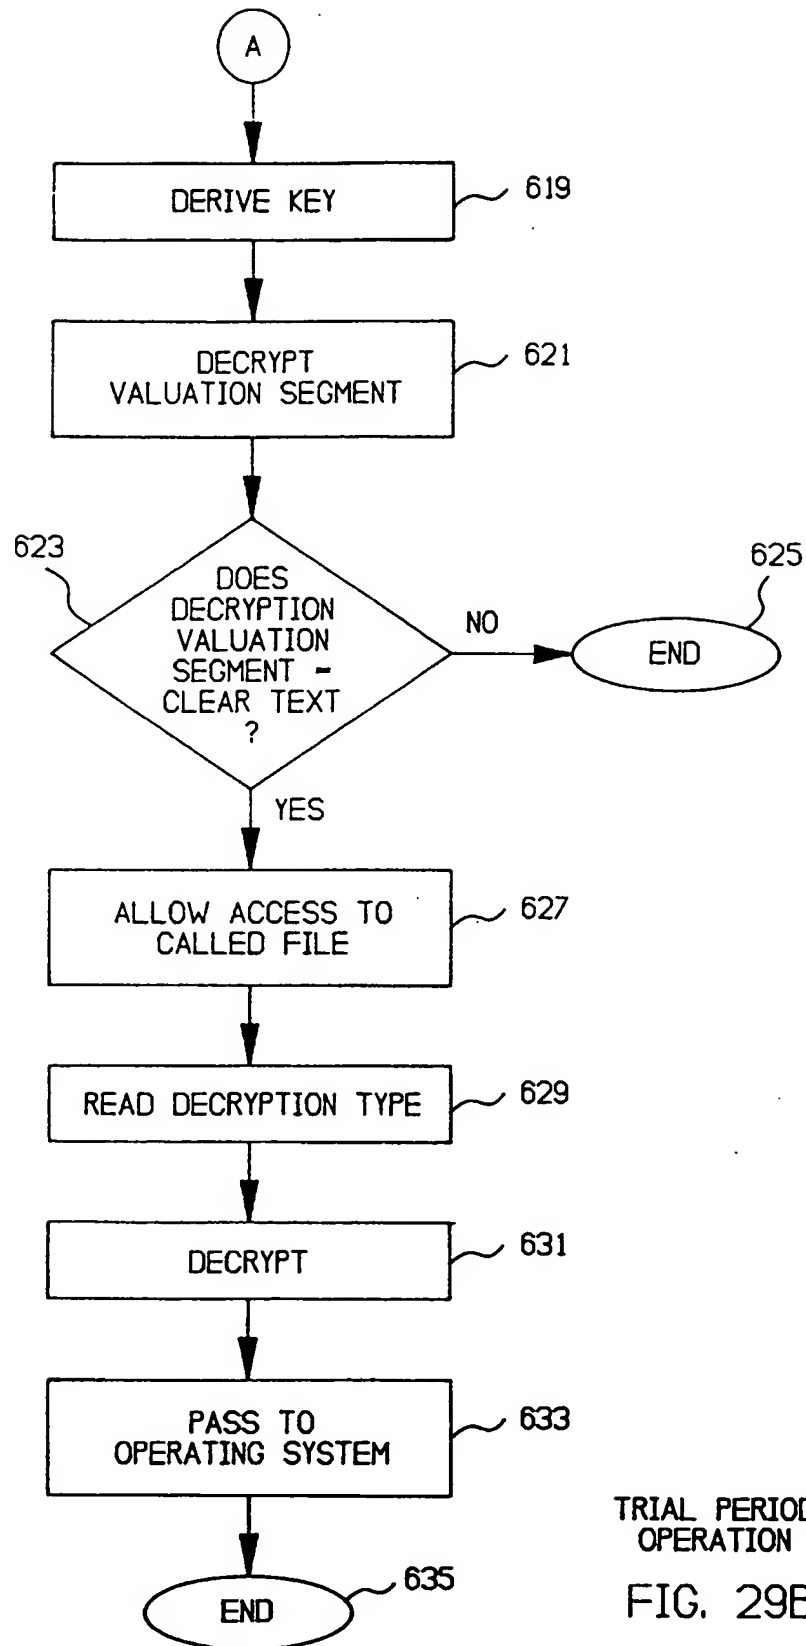 A
DERIVE KEY
619
DECRYPT
VALUATION SEGMENT
621
623
DOES
DECRYPTION
VALUATION
SEGMENT -
CLEAR TEXT
?
NO
625
END
YES
ALLOW ACCESS TO
CALLED FILE
627
READ DECRYPTION TYPE
629
DECRYPT
631
PASS TO
OPERATING SYSTEM
633
END
635
TRIAL PERIOD
OPERATION
FIG. 29B